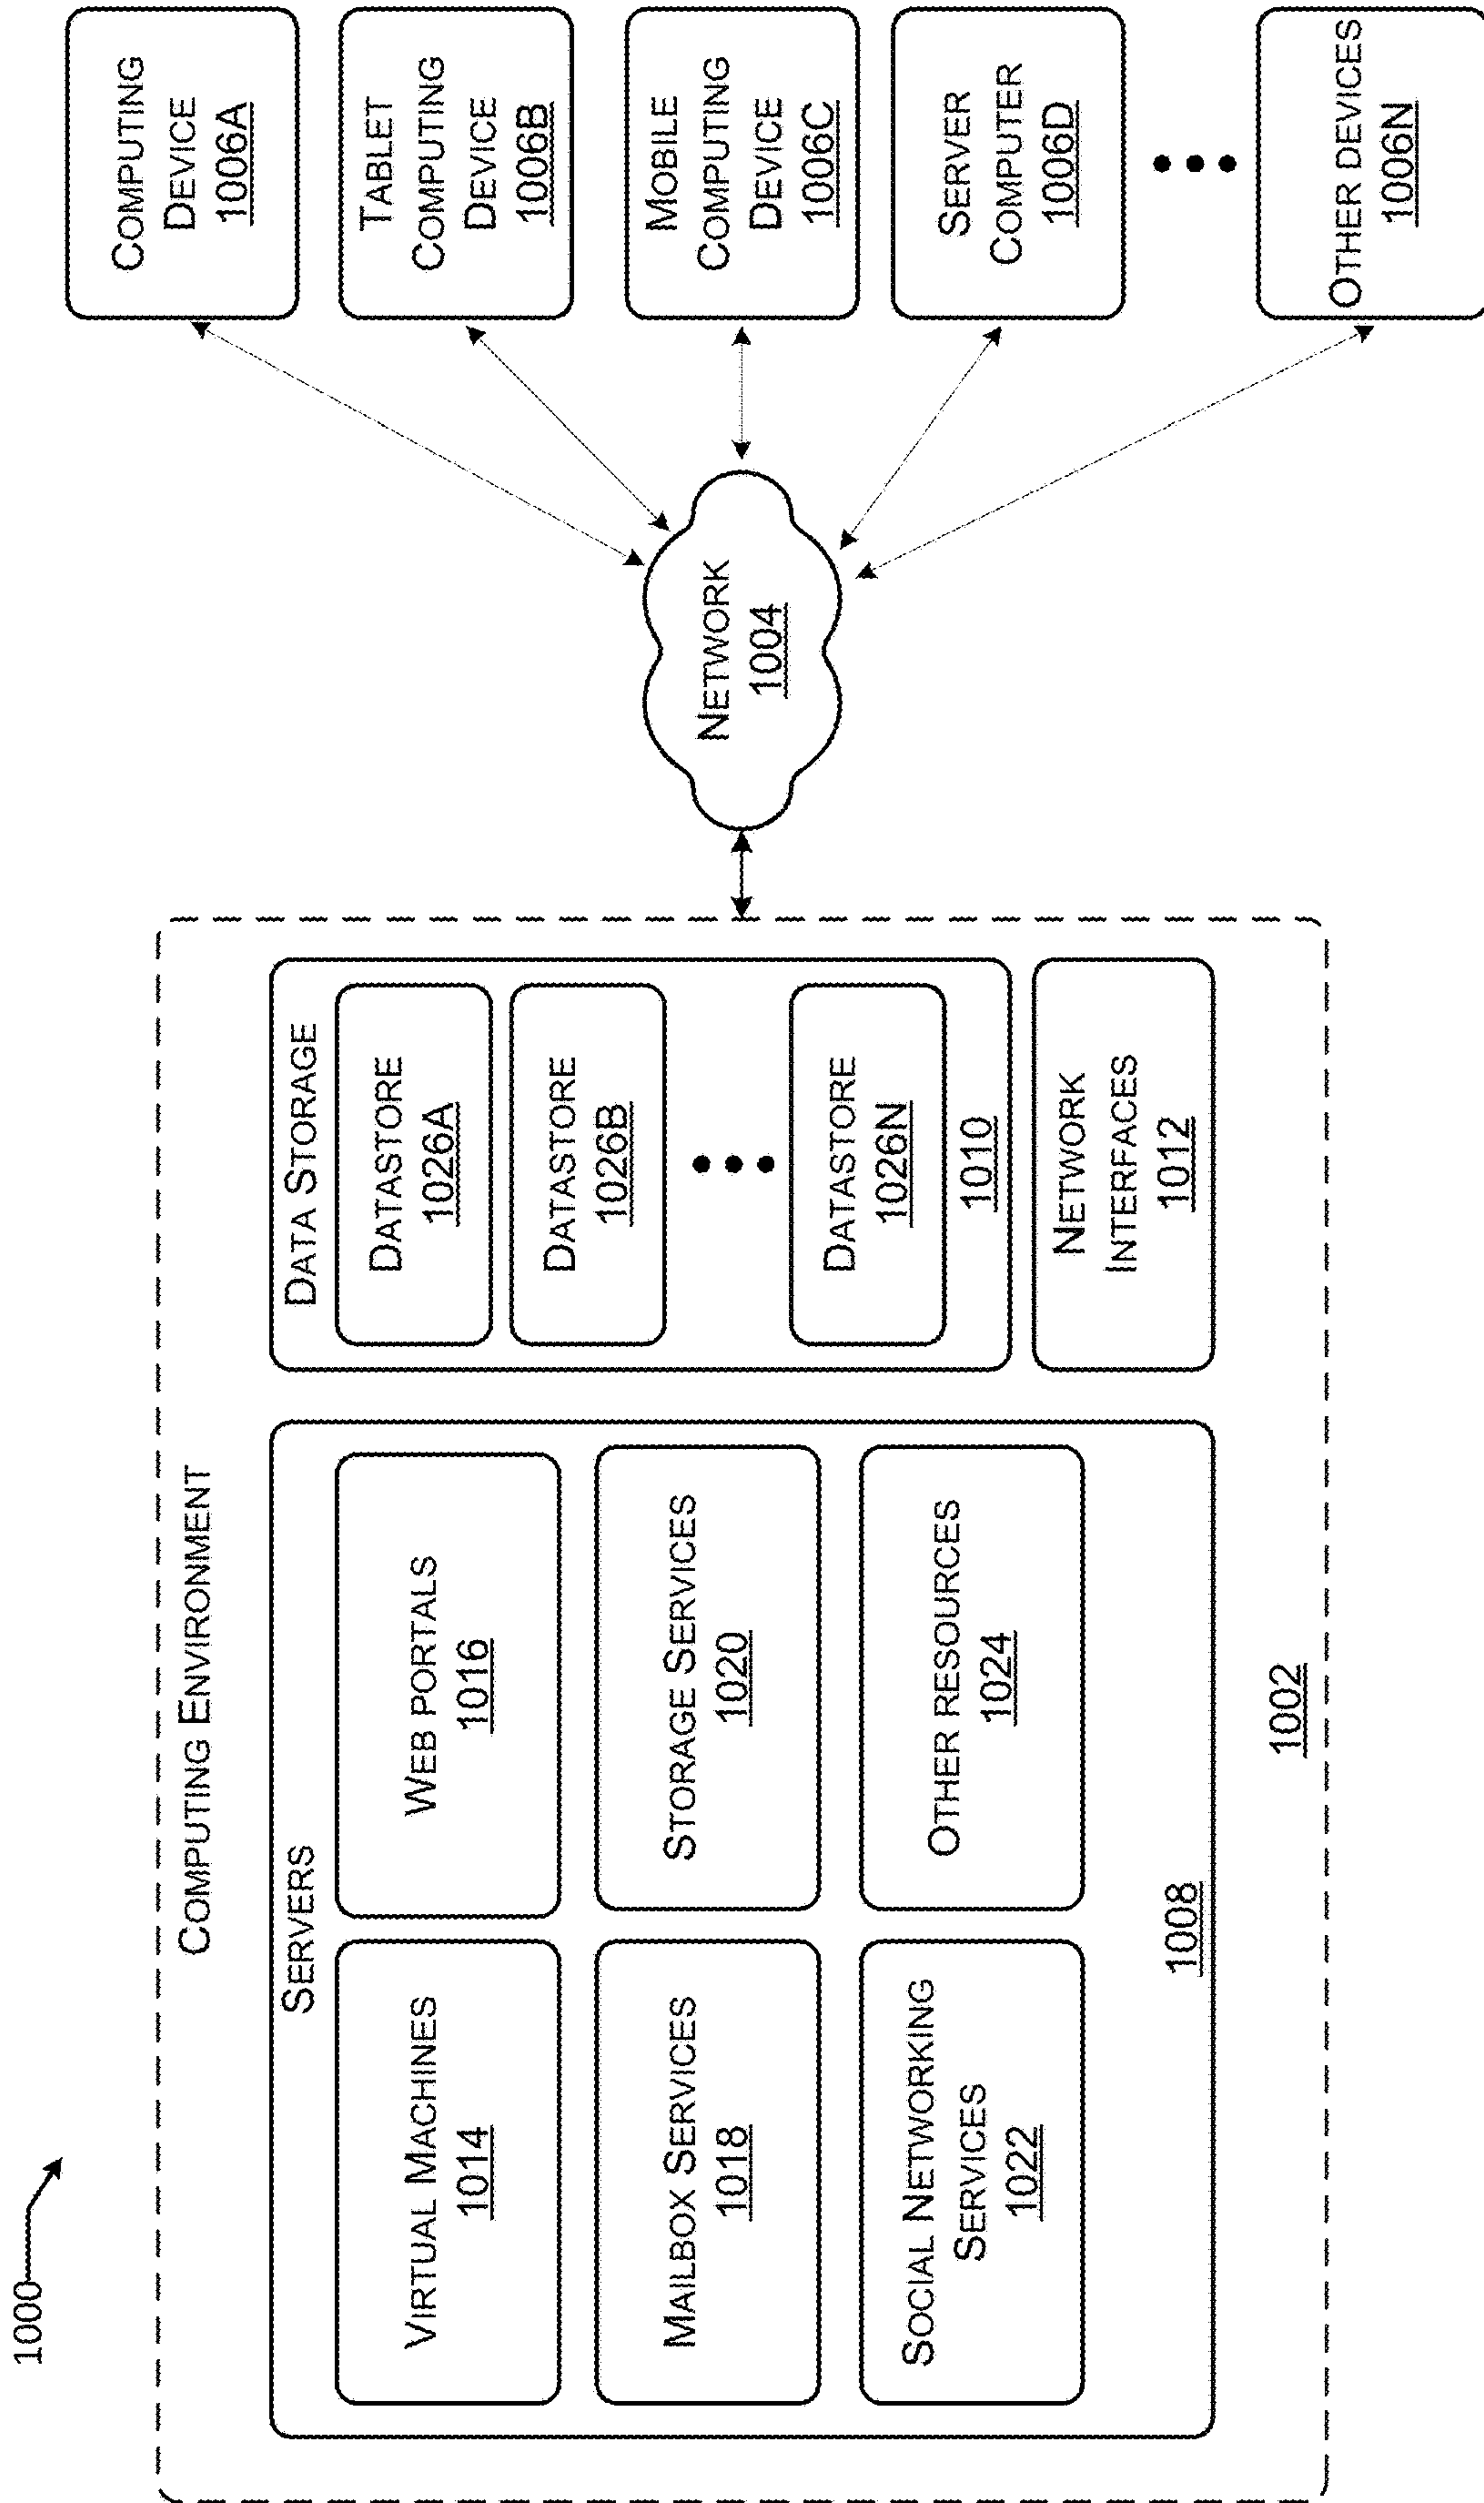 1000
COMPUTING ENVIRONMENT
SERVERS
VIRTUAL MACHINES
1014
WEB PORTALS
1016
MAILBOX SERVICES
1018
STORAGE SERVICES
1020
SOCIAL NETWORKING
SERVICES
1022
OTHER RESOURCES
1024
1008
DATA STORAGE
DATASTORE
1026A
DATASTORE
1026B
DATASTORE
1026N
1010
NETWORK
INTERFACES
1012
1002
NETWORK
1004
COMPUTING
DEVICE
1006A
TABLET
COMPUTING
DEVICE
1006B
MOBILE
COMPUTING
DEVICE
1006C
SERVER
COMPUTER
1006D
OTHER DEVICES
1006N